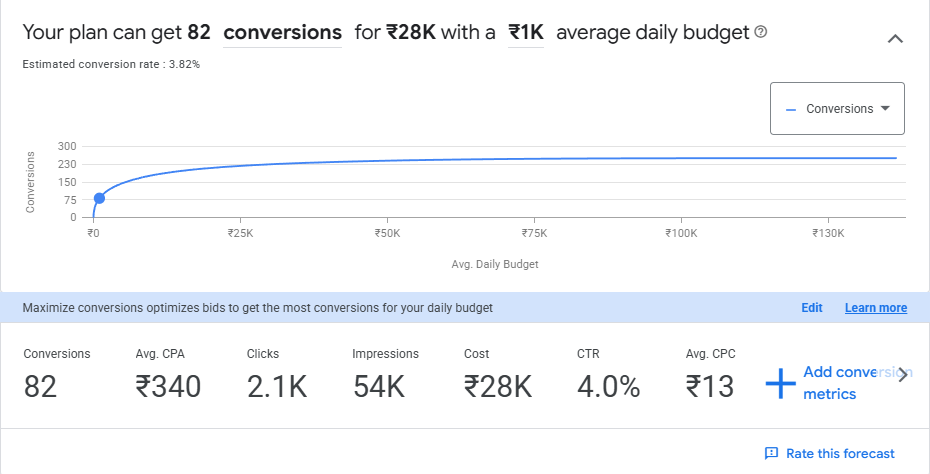 Your plan can get 82 conversions for ₹28K with a ₹1K average daily budget
Estimated conversion rate : 3.82%
Conversions
Conversions
300
230
150
75
0
₹0 ₹25K ₹50K ₹75K ₹100K ₹130K
Avg. Daily Budget
Maximize conversions optimizes bids to get the most conversions for your daily budget Edit Learn more
Conversions Avg. CPA Clicks Impressions Cost CTR Avg. CPC
82 ₹340 2.1K 54K ₹28K 4.0% ₹13
Add conversion
metrics
Rate this forecast